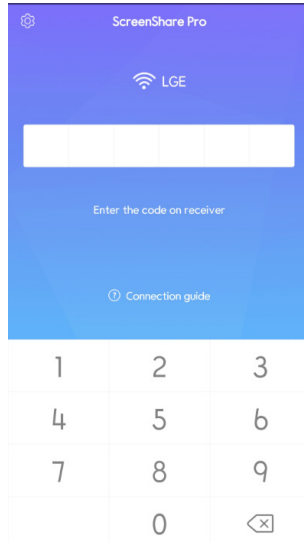 ScreenShare Pro
LGE
Enter the code on receiver
? Connection guide
1 2 3
4 5 6
7 8 9
0